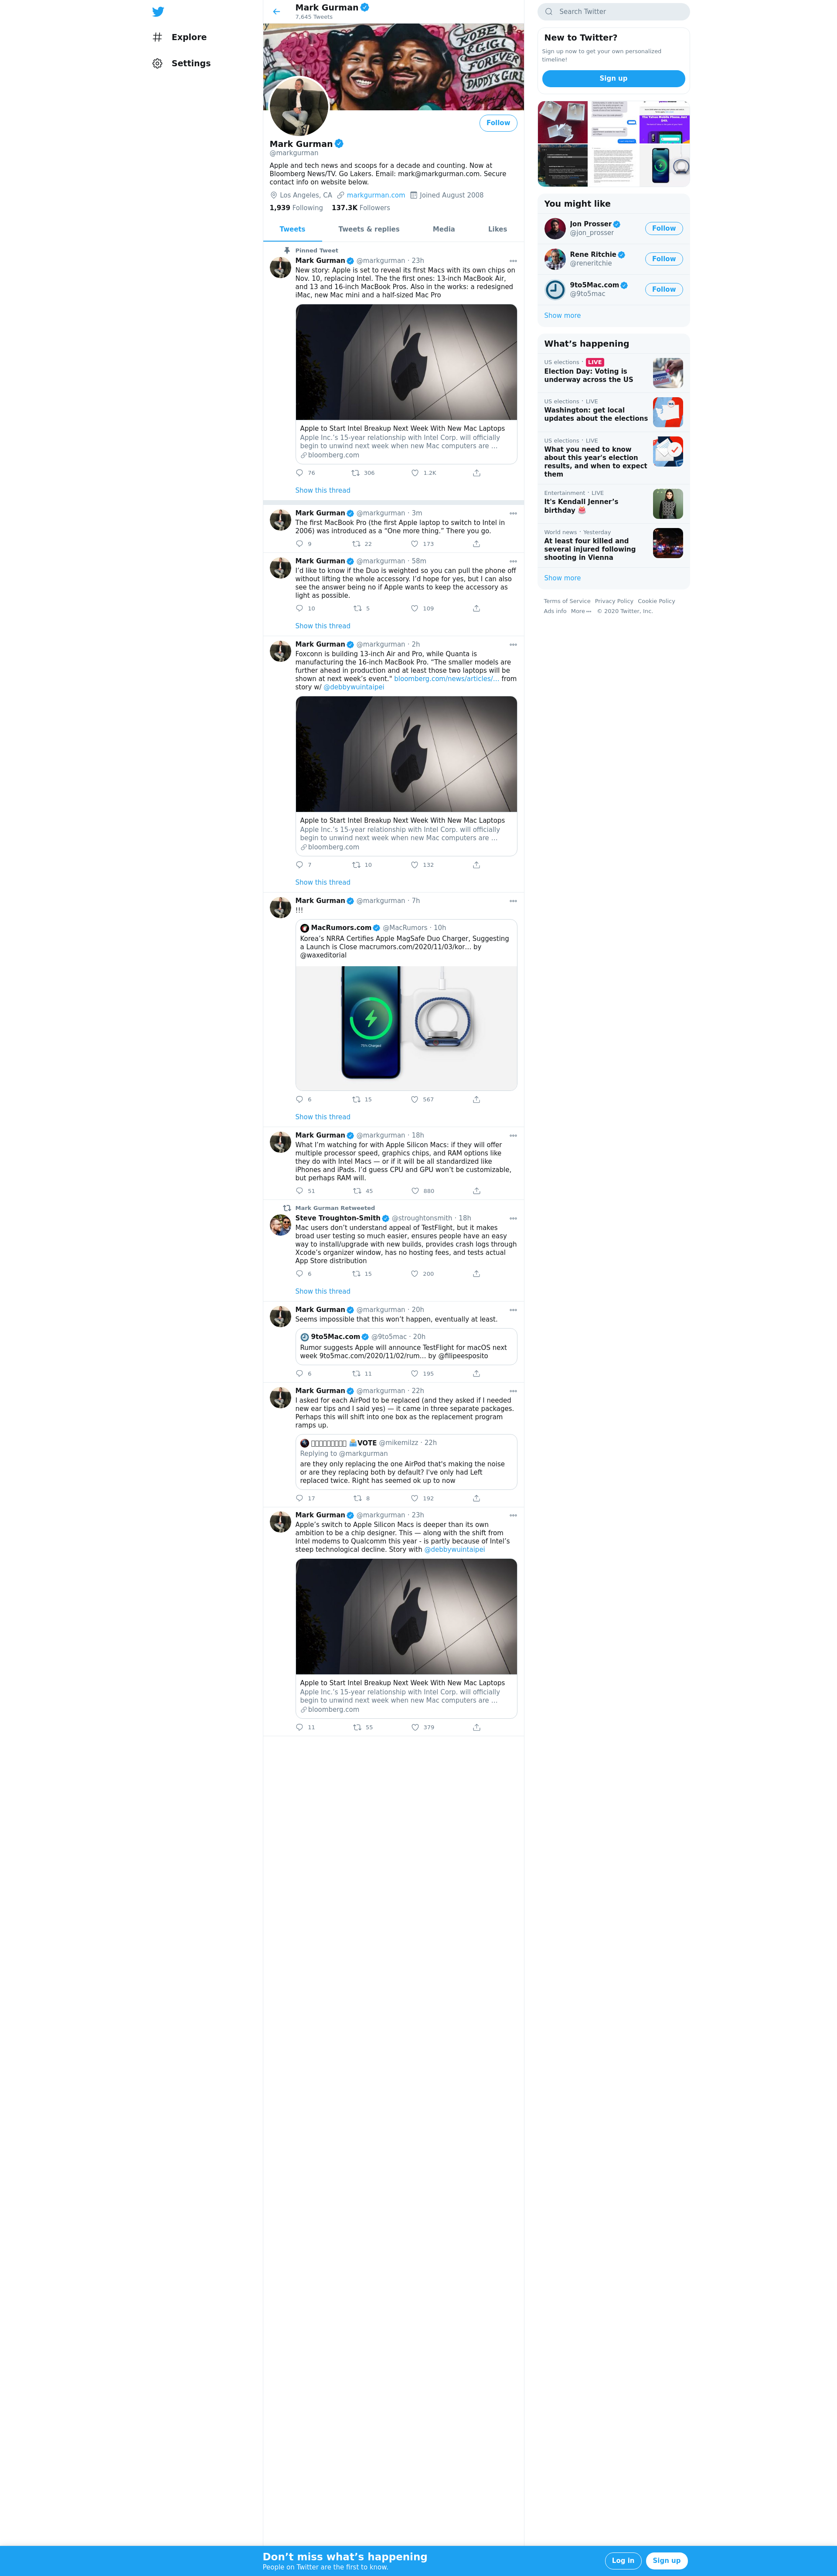 Explore
Settings
Mark Gurman
7,645 Tweets
KOBE
& GIGI
FOREVER
DADDY'S GIRL
Follow
Mark Gurman
@markgurman
Apple and tech news and scoops for a decade and counting. Now at
Bloomberg News/TV. Go Lakers. Email: mark@markgurman.com. Secure
contact info on website below.
Los Angeles, CA markgurman.com Joined August 2008
1,939 Following 137.3K Followers
Tweets Tweets & replies Media Likes
Pinned Tweet
Mark Gurman @markgurman · 23h
New story: Apple is set to reveal its first Macs with its own chips on
Nov. 10, replacing Intel. The the first ones: 13-inch MacBook Air,
and 13 and 16-inch MacBook Pros. Also in the works: a redesigned
iMac, new Mac mini and a half-sized Mac Pro
Apple to Start Intel Breakup Next Week With New Mac Laptops
Apple Inc.'s 15-year relationship with Intel Corp. will officially
begin to unwind next week when new Mac computers are …
bloomberg.com
76 306 1.2K
Show this thread
Mark Gurman @markgurman · 3m
The first MacBook Pro (the first Apple laptop to switch to Intel in
2006) was introduced as a "One more thing." There you go.
9 22 173
Mark Gurman @markgurman · 58m
I'd like to know if the Duo is weighted so you can pull the phone off
without lifting the whole accessory. I'd hope for yes, but I can also
see the answer being no if Apple wants to keep the accessory as
light as possible.
10 5 109
Show this thread
Mark Gurman @markgurman · 2h
Foxconn is building 13-inch Air and Pro, while Quanta is
manufacturing the 16-inch MacBook Pro. "The smaller models are
further ahead in production and at least those two laptops will be
shown at next week's event." bloomberg.com/news/articles/… from
story w/ @debbywuintaipei
Apple to Start Intel Breakup Next Week With New Mac Laptops
Apple Inc.'s 15-year relationship with Intel Corp. will officially
begin to unwind next week when new Mac computers are …
bloomberg.com
7 10 132
Show this thread
Mark Gurman @markgurman · 7h
!!!
MacRumors.com @MacRumors · 10h
Korea's NRRA Certifies Apple MagSafe Duo Charger, Suggesting
a Launch is Close macrumors.com/2020/11/03/kor… by
@waxeditorial
75% Charged
6 15 567
Show this thread
Mark Gurman @markgurman · 18h
What I'm watching for with Apple Silicon Macs: if they will offer
multiple processor speed, graphics chips, and RAM options like
they do with Intel Macs — or if it will be all standardized like
iPhones and iPads. I'd guess CPU and GPU won't be customizable,
but perhaps RAM will.
51 45 880
Mark Gurman Retweeted
Steve Troughton-Smith @stroughtonsmith · 18h
Mac users don't understand appeal of TestFlight, but it makes
broad user testing so much easier, ensures people have an easy
way to install/upgrade with new builds, provides crash logs through
Xcode's organizer window, has no hosting fees, and tests actual
App Store distribution
6 15 200
Show this thread
Mark Gurman @markgurman · 20h
Seems impossible that this won't happen, eventually at least.
9to5Mac.com @9to5mac · 20h
Rumor suggests Apple will announce TestFlight for macOS next
week 9to5mac.com/2020/11/02/rum… by @filipeesposito
6 11 195
Mark Gurman @markgurman · 22h
I asked for each AirPod to be replaced (and they asked if I needed
new ear tips and I said yes) — it came in three separate packages.
Perhaps this will shift into one box as the replacement program
ramps up.
VOTE @mikemilzz · 22h
Replying to @markgurman
are they only replacing the one AirPod that's making the noise
or are they replacing both by default? I've only had Left
replaced twice. Right has seemed ok up to now
17 8 192
Mark Gurman @markgurman · 23h
Apple's switch to Apple Silicon Macs is deeper than its own
ambition to be a chip designer. This — along with the shift from
Intel modems to Qualcomm this year - is partly because of Intel's
steep technological decline. Story with @debbywuintaipei
Apple to Start Intel Breakup Next Week With New Mac Laptops
Apple Inc.'s 15-year relationship with Intel Corp. will officially
begin to unwind next week when new Mac computers are …
bloomberg.com
11 55 379
Search Twitter
New to Twitter?
Sign up now to get your own personalized
timeline!
Sign up
You might like
Jon Prosser
@jon_prosser
Follow
Rene Ritchie
@reneritchie
Follow
9to5Mac.com
@9to5mac
Follow
Show more
What's happening
US elections · LIVE
Election Day: Voting is
underway across the US
US elections · LIVE
Washington: get local
updates about the elections
US elections · LIVE
What you need to know
about this year's election
results, and when to expect
them
Entertainment · LIVE
It's Kendall Jenner's
birthday
World news · Yesterday
At least four killed and
several injured following
shooting in Vienna
Show more
Terms of Service Privacy Policy Cookie Policy
Ads info More © 2020 Twitter, Inc.
Don't miss what's happening
People on Twitter are the first to know.
Log in Sign up